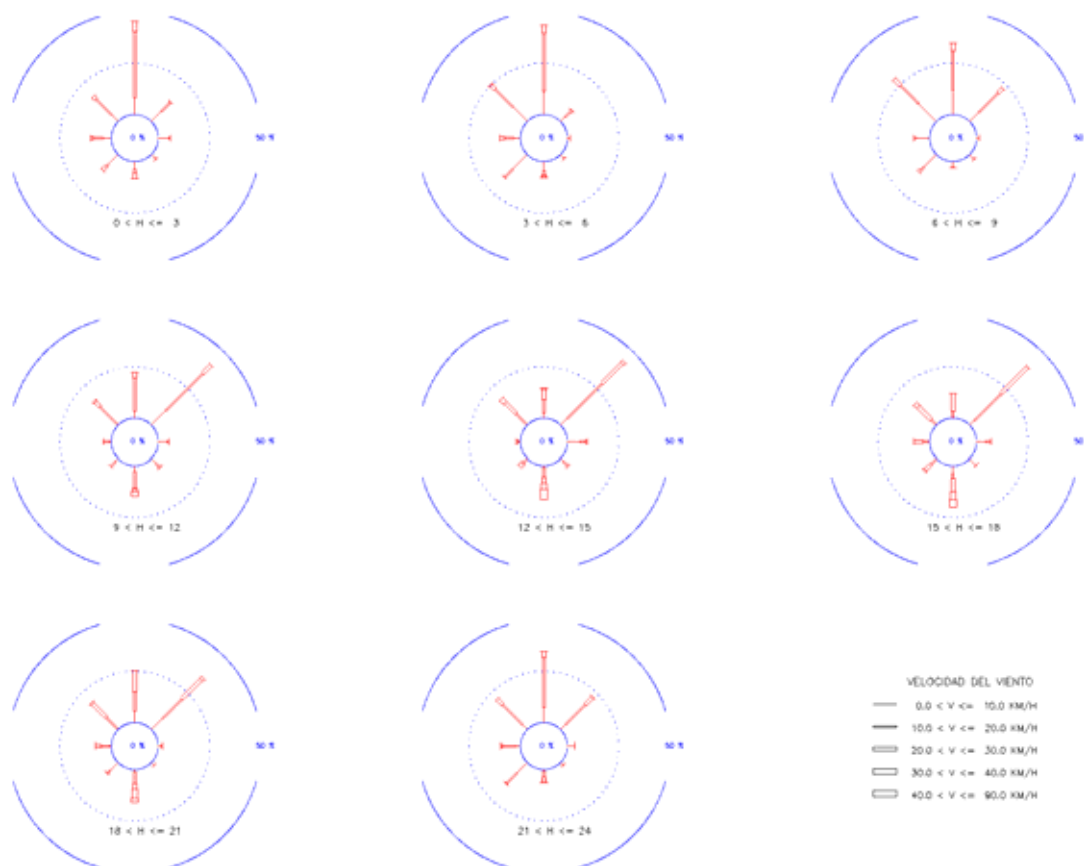 0 % 50 %
0 < H <= 3
0 % 50 %
3 < H <= 6
0 % 50 %
6 < H <= 9
0 % 50 %
9 < H <= 12
0 % 50 %
12 < H <= 15
0 % 50
15 < H <= 18
0 % 50 %
18 < H <= 21
0 % 50 %
21 < H <= 24
VELOCIDAD DEL VIENTO
0.0 < V <= 10.0 KM/H
10.0 < V <= 20.0 KM/H
20.0 < V <= 30.0 KM/H
30.0 < V <= 40.0 KM/H
40.0 < V <= 90.0 KM/H